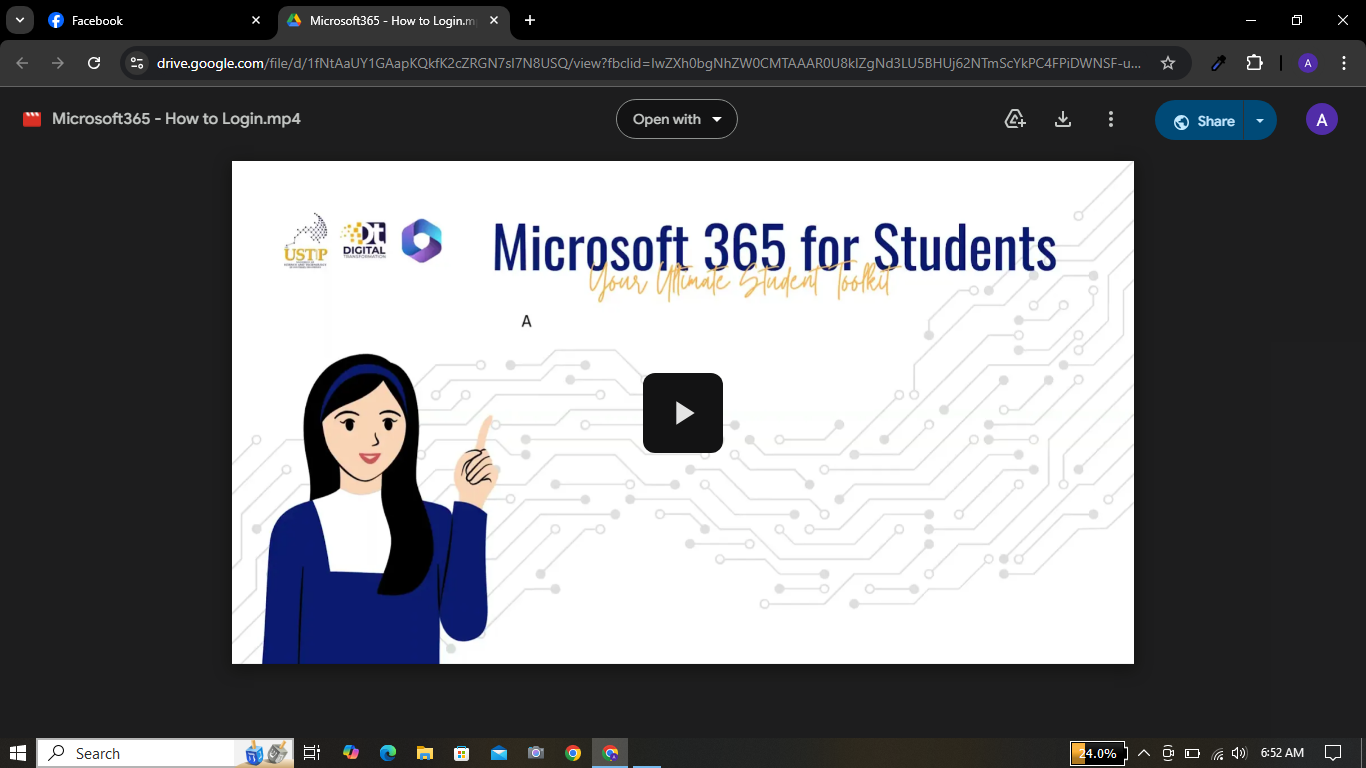 Facebook
Microsoft365 - How to Login.m
drive.google.com/file/d/1fNtAaUY1GAapKQkfK2cZRGN7sI7N8USQ/view?fbclid=IwZXh0bgNhZW0CMTAAAR0U8kIZgNd3LU5BHUj62NTmScYkPC4FPiDWNSF-u...
A
Microsoft365 - How to Login.mp4
Open with
Share
A
USTP
Dt
DIGITAL
TRANSFORMATION
Microsoft 365 for Students
Your Ultimate Student Toolkit
A
Search
24.0%
6:52 AM